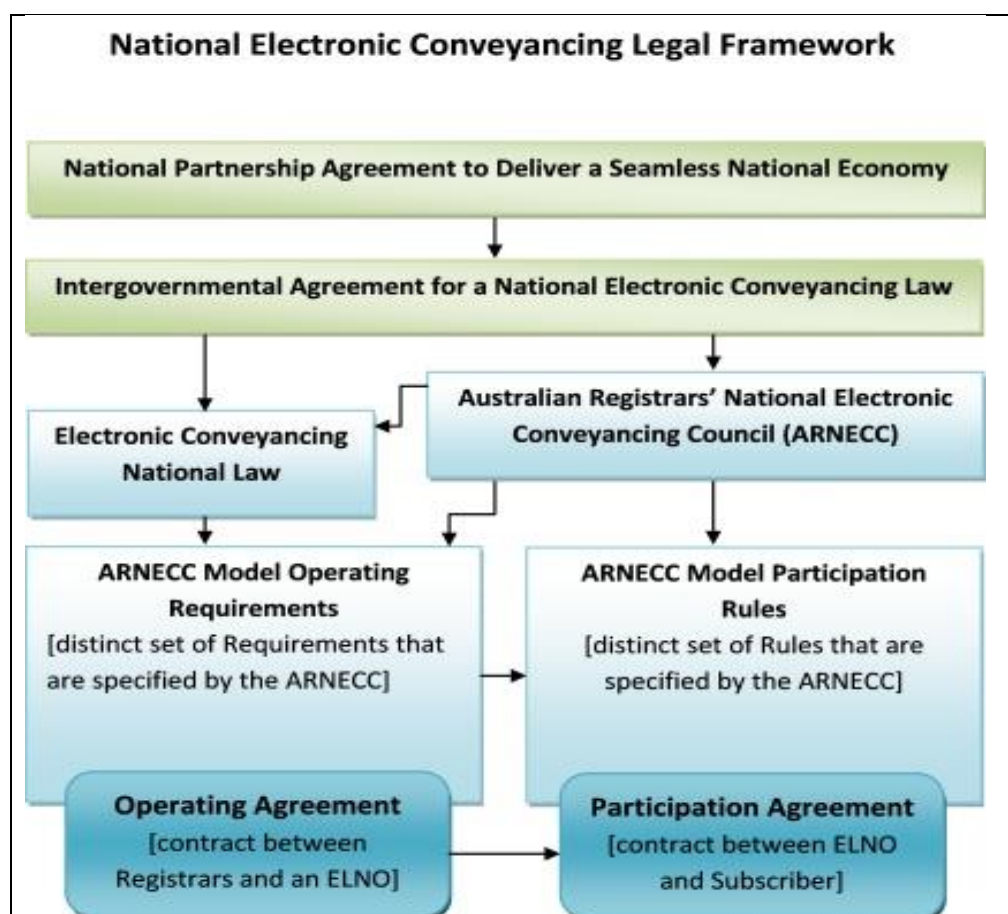 National Electronic Conveyancing Legal Framework
National Partnership Agreement to Deliver a Seamless National Economy
Intergovernmental Agreement for a National Electronic Conveyancing Law
Australian Registrars’ National Electronic
Conveyancing Council (ARNECC)
Electronic Conveyancing
National Law
ARNECC Model Operating
Requirements
[distinct set of Requirements that
are specified by the ARNECC]
ARNECC Model Participation
Rules
[distinct set of Rules that are
specified by the ARNECC]
Operating Agreement
[contract between
Registrars and an ELNO]
Participation Agreement
[contract between ELNO
and Subscriber]